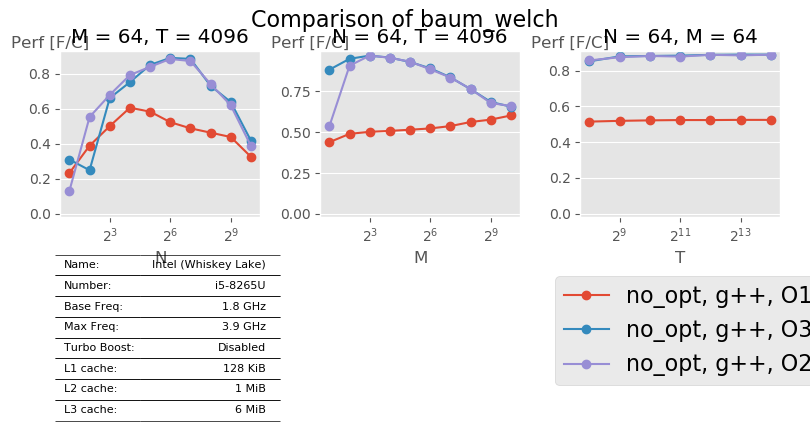 Comparison of baum_welch
Perf [F/C]
M = 64, T = 4096
Perf [F/C]
N = 64, T = 4096
Perf [F/C]
N = 64, M = 64
0.8
0.6
0.4
0.2
0.0
2^3
2^6
2^9
N
0.75
0.50
0.25
0.00
2^3
2^6
2^9
M
0.8
0.6
0.4
0.2
0.0
2^9
2^11
2^13
T
Name: Intel (Whiskey Lake)
Number: i5-8265U
Base Freq: 1.8 GHz
Max Freq: 3.9 GHz
Turbo Boost: Disabled
L1 cache: 128 KiB
L2 cache: 1 MiB
L3 cache: 6 MiB
no_opt, g++, O1
no_opt, g++, O3
no_opt, g++, O2